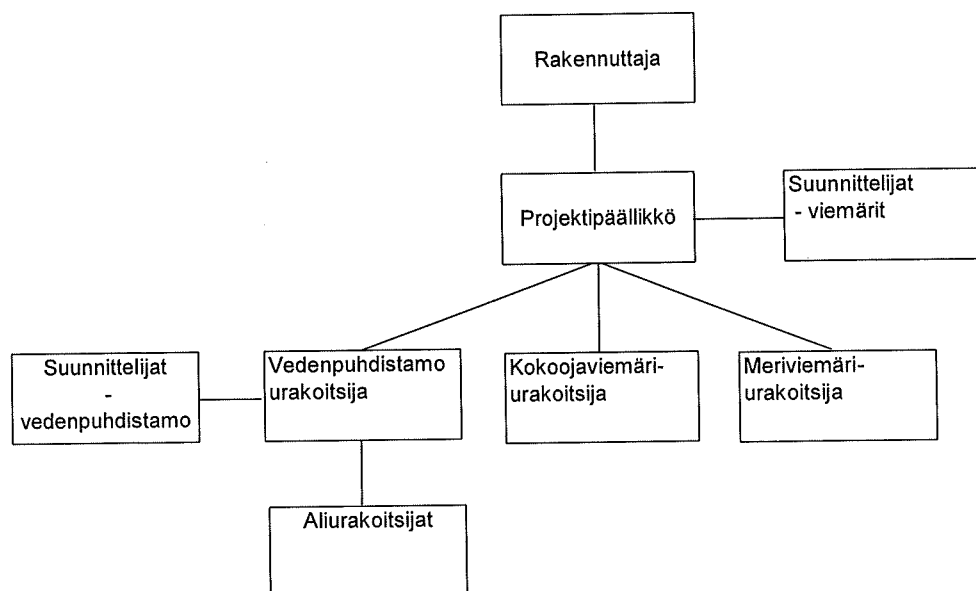 Rakennuttaja
Projektipäällikkö
Suunnittelijat
- viemärit
Suunnittelijat
-
vedenpuhdistamo
Vedenpuhdistamo
urakoitsija
Kokoojaviemäri-
urakoitsija
Meriviemäri-
urakoitsija
Aliurakoitsijat